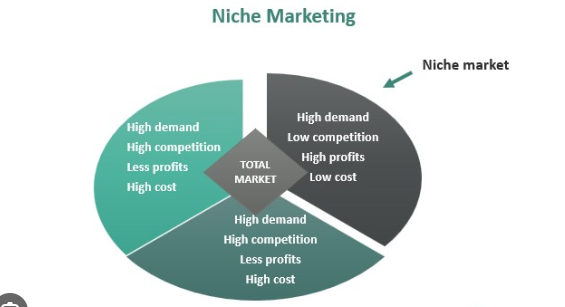 Niche Marketing
Niche market
High demand
High competition
Less profits
High cost
TOTAL
MARKET
High demand
Low competition
High profits
Low cost
High demand
High competition
Less profits
High cost